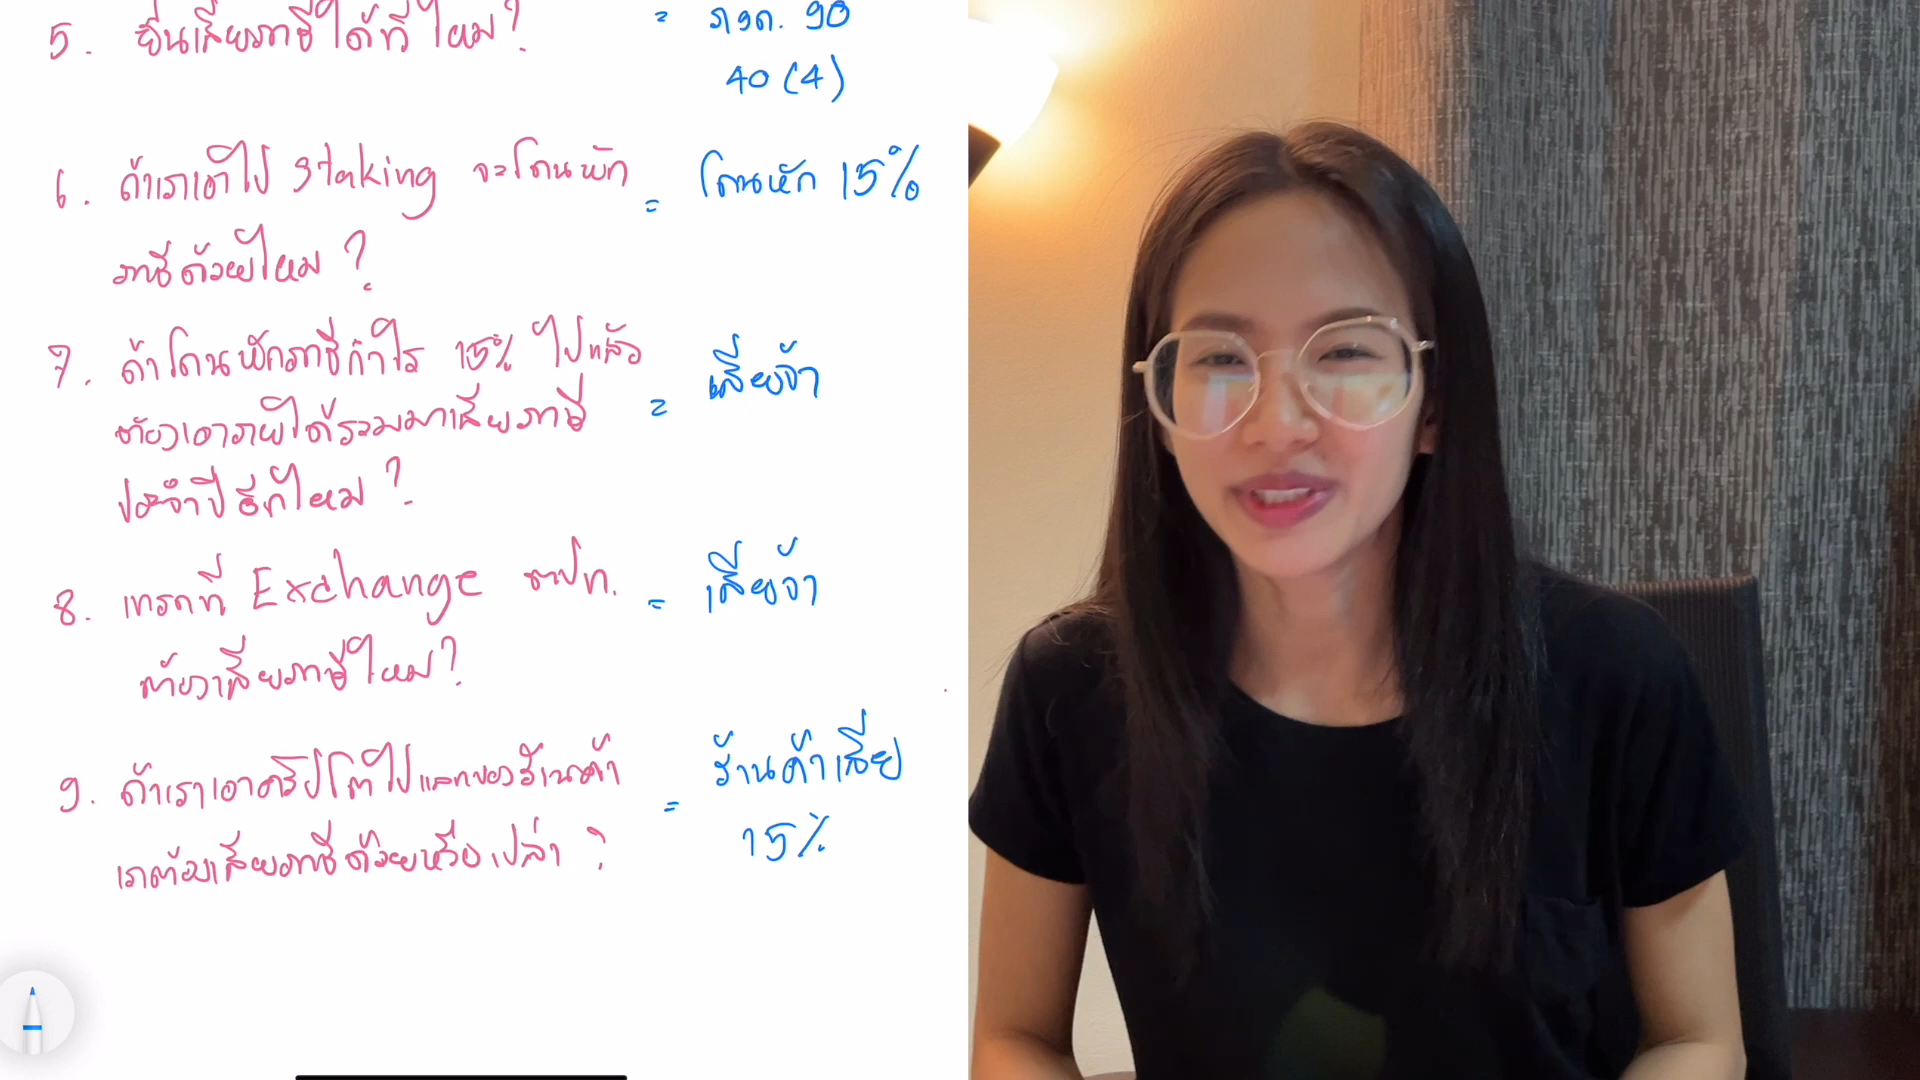 5. ยื่นเสียภาษีได้ที่ไหม?
= ภงด. 90
40 (4)
6. ถ้าเราเอาไป Staking จะโดนหัก
ภาษีด้วยไหม?
= โดนหัก 15%
7. ถ้าโดนหักภาษีกำไร 15% ไปแล้ว
ต้องเอารายได้รวมมาเสียภาษี
ประจำปีอีกไหม?
= เสียจ้า
8. เทรดที่ Exchange ตปท.
ต้องเสียภาษีไหม?
= เสียจ้า
9. ถ้าเราเอาคริปโตไปแลกของร้านค้า
เราต้องเสียภาษีด้วยหรือเปล่า?
= ร้านค้าเสีย
15%